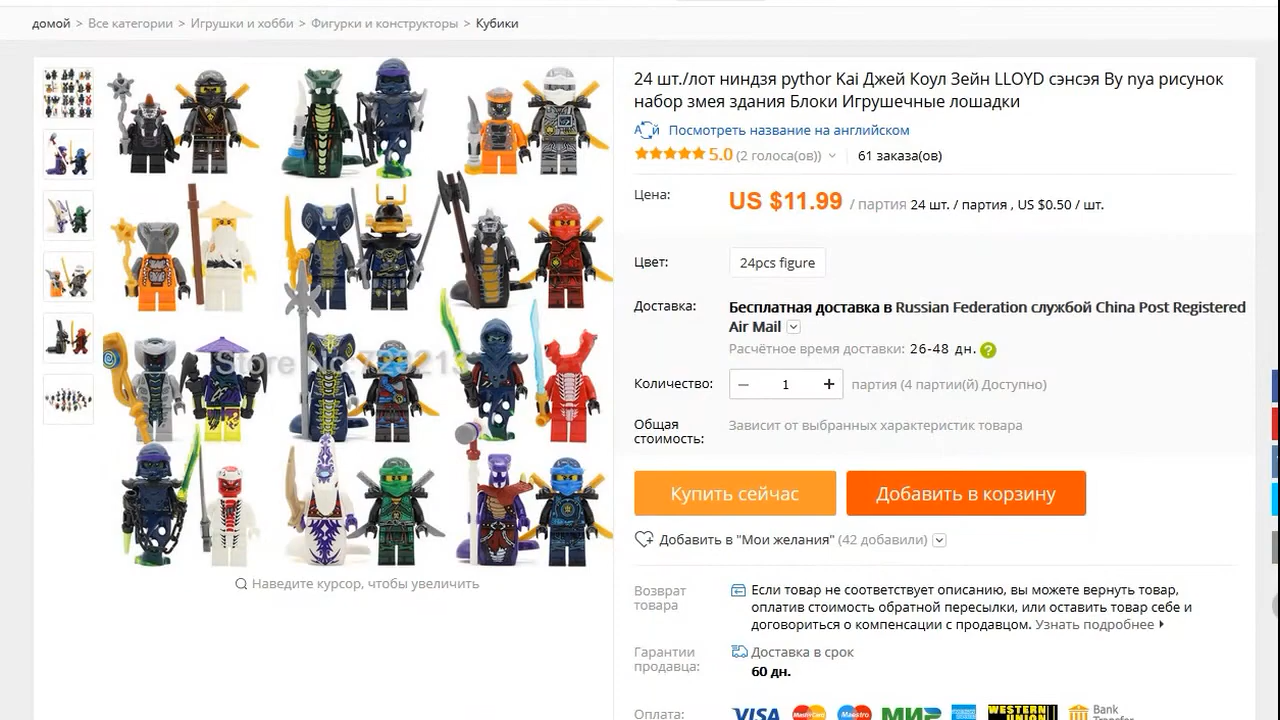 домой > Все категории > Игрушки и хобби > Фигурки и конструкторы > Кубики
24 шт./лот ниндзя pythor Kai Джей Коул Зейн LLOYD сэнсэя Ву nya рисунок
набор змея здания Блоки Игрушечные лошадки
Посмотреть название на английском
5.0 (2 голоса(ов)) 61 заказа(ов)
Цена: US $11.99 / партия 24 шт. / партия , US $0.50 / шт.
Цвет: 24pcs figure
Доставка: Бесплатная доставка в Russian Federation службой China Post Registered
Air Mail
Расчётное время доставки: 26-48 дн.
Количество: 1 партия (4 партии(й) Доступно)
Общая
стоимость: Зависит от выбранных характеристик товара
Купить сейчас Добавить в корзину
Добавить в "Мои желания" (42 добавили)
Наведите курсор, чтобы увеличить
Возврат
товара
Если товар не соответствует описанию, вы можете вернуть товар,
оплатив стоимость обратной пересылки, или оставить товар себе и
договориться о компенсации с продавцом. Узнать подробнее
Гарантии
продавца:
Доставка в срок
60 дн.
Оплата: VISA MasterCard Maestro МИР WESTERN Bank
Store No.